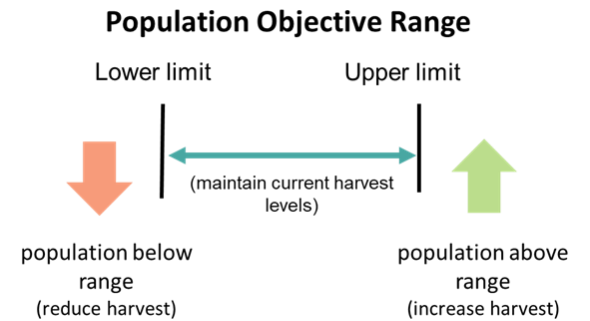 Population Objective Range
Lower limit
Upper limit
(maintain current harvest
levels)
population below
range
(reduce harvest)
population above
range
(increase harvest)